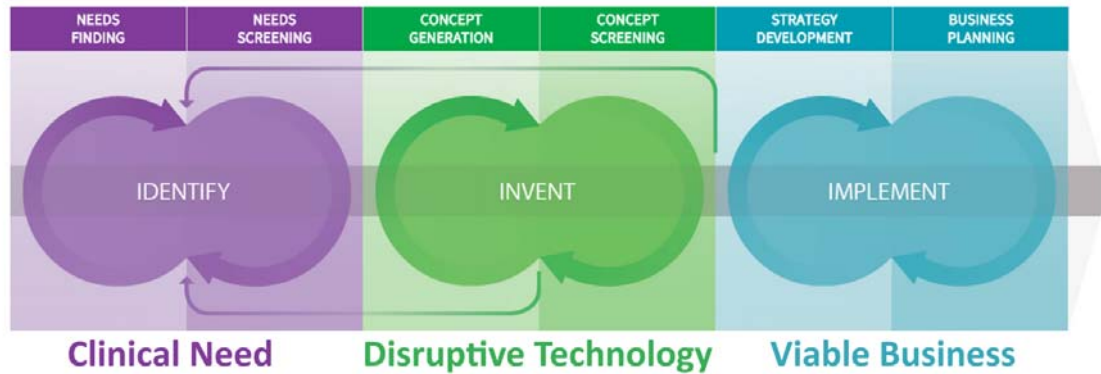 NEEDS
FINDING
NEEDS
SCREENING
CONCEPT
GENERATION
CONCEPT
SCREENING
STRATEGY
DEVELOPMENT
BUSINESS
PLANNING
IDENTIFY
INVENT
IMPLEMENT
Clinical Need
Disruptive Technology
Viable Business